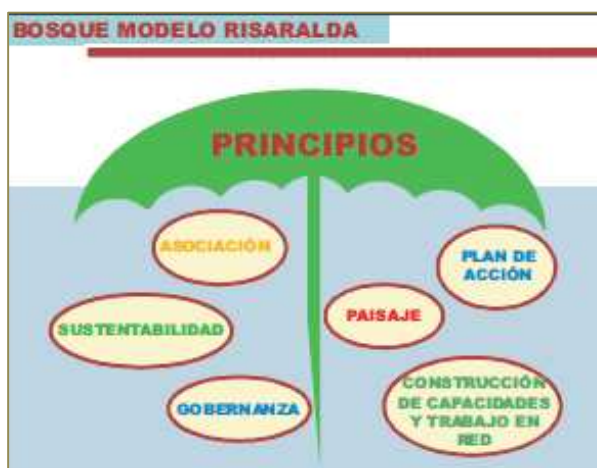 BOSQUE MODELO RISARALDA
PRINCIPIOS
ASOCIACIÓN
PLAN DE
ACCIÓN
SUSTENTABILIDAD
PAISAJE
GOBERNANZA
CONSTRUCCIÓN
DE CAPACIDADES
Y TRABAJO EN
RED